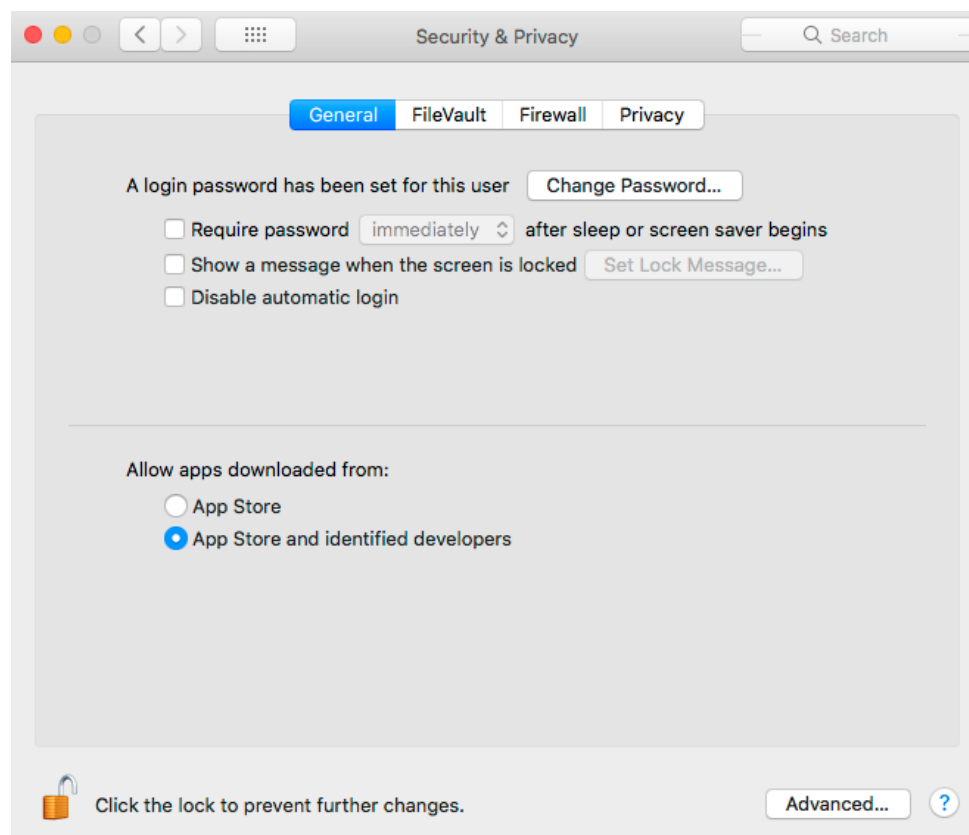 Security & Privacy
Search
General FileVault Firewall Privacy
A login password has been set for this user Change Password...
Require password immediately after sleep or screen saver begins
Show a message when the screen is locked Set Lock Message...
Disable automatic login
Allow apps downloaded from:
App Store
App Store and identified developers
Click the lock to prevent further changes. Advanced... ?